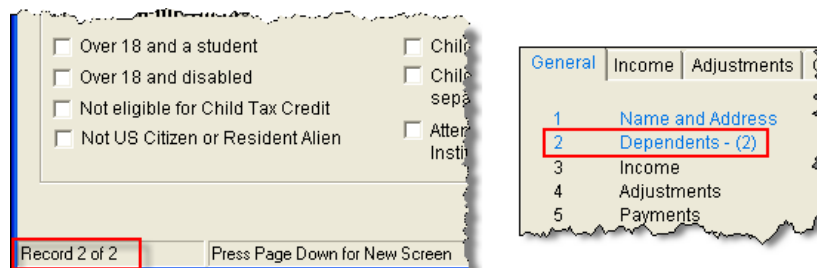 Over 18 and a student
Over 18 and disabled
Not eligible for Child Tax Credit
Not US Citizen or Resident Alien
Record 2 of 2
Press Page Down for New Screen
General Income Adjustments
1 Name and Address
2 Dependents - (2)
3 Income
4 Adjustments
5 Payments